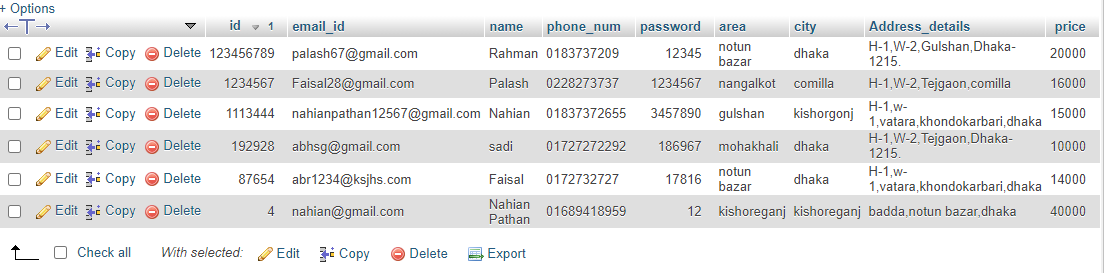 + Options
id 1 email_id name phone_num password area city Address_details price
Edit Copy Delete 123456789 palash67@gmail.com Rahman 0183737209 12345 notun bazar dhaka H-1,W-2,Gulshan,Dhaka-1215. 20000
Edit Copy Delete 1234567 Faisal28@gmail.com Palash 0228273737 1234567 nangalkot comilla H-1,W-2,Tejgaon,comilla 16000
Edit Copy Delete 1113444 nahianpathan12567@gmail.com Nahian 01837372655 3457890 gulshan kishorgonj H-1,w-1,vatara,khondokarbari,dhaka 15000
Edit Copy Delete 192928 abhsg@gmail.com sadi 01727272292 186967 mohakhali dhaka H-1,W-2,Tejgaon,Dhaka-1215. 10000
Edit Copy Delete 87654 abr1234@ksjhs.com Faisal 0172732727 17816 notun bazar dhaka H-1,w-1,vatara,khondokarbari,dhaka 14000
Edit Copy Delete 4 nahian@gmail.com Nahian Pathan 01689418959 12 kishoreganj kishoreganj badda,notun bazar,dhaka 40000
Check all With selected: Edit Copy Delete Export